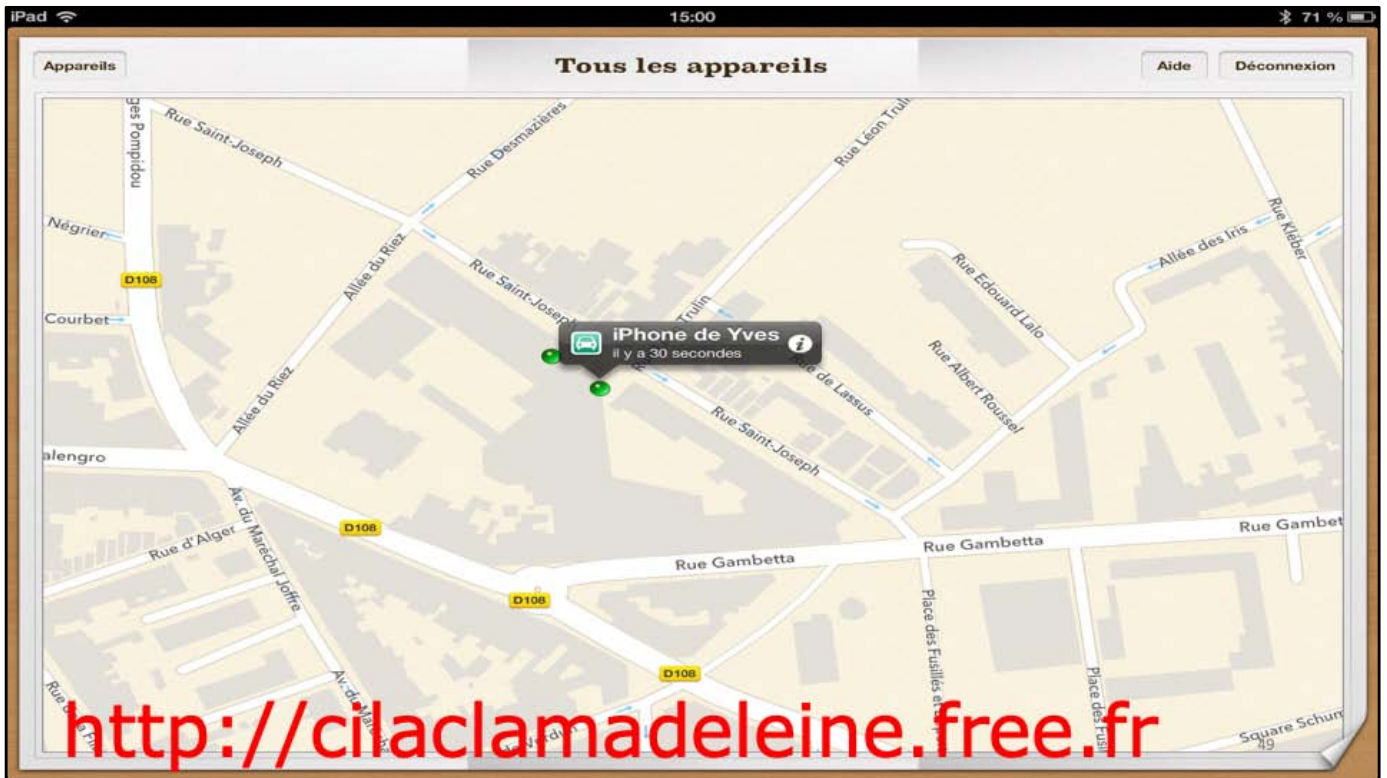 iPad 15:00 71 %
Appareils Tous les appareils Aide Déconnexion
ges Pompidou
Rue Saint-Joseph
Rue Desmazières
Rue Léon Trulin
Négrier
Rue Kléber
Allée des Iris
Allée du Riez
D108
Rue Saint-Joseph
Trulin
Rue Edouard Lalo
Courbet
iPhone de Yves
il y a 30 secondes
Rue Albert Roussel
de Lassus
Allée du Riez
Rue Saint-Joseph
alengro
Av. du Maréchal Joffre
D108
Rue d'Alger
Rue Gambetta
Rue Gambetta
Rue Gambet
D108
Place des Fusillés et
D108
Place des Fusil
Square Schum
49
http://cilaclamadeleine.free.fr